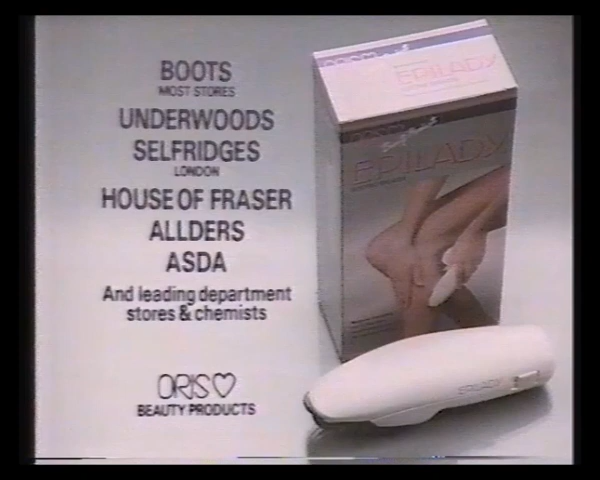 BOOTS
MOST STORES
UNDERWOODS
SELFRIDGES
LONDON
HOUSE OF FRASER
ALLDERS
ASDA
And leading department
stores & chemists
ORIS♡
BEAUTY PRODUCTS
EPILADY
EPILADY
EPILADY